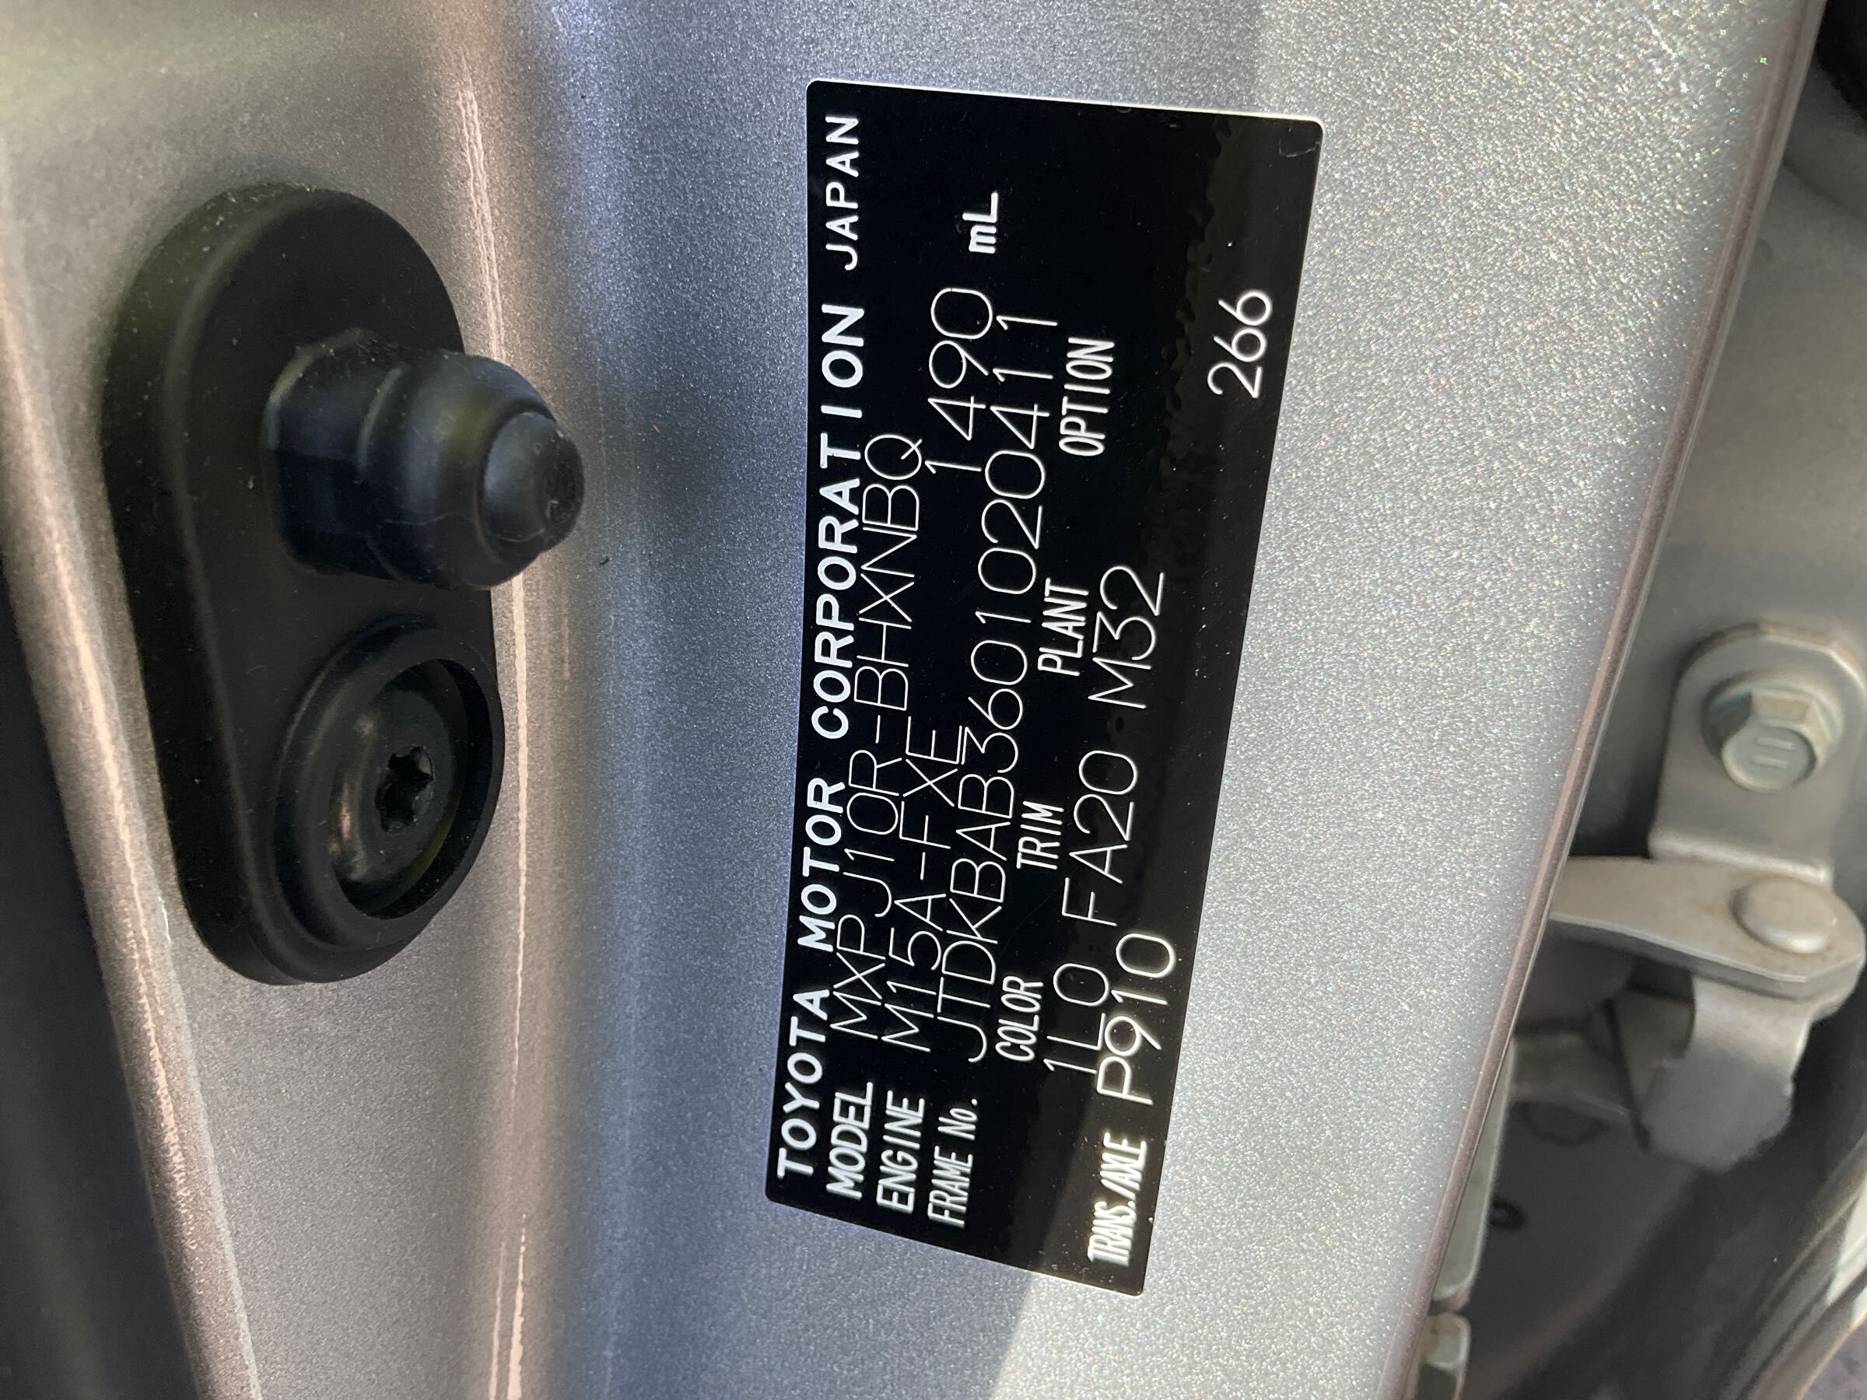 TOYOTA MOTOR CORPORATION JAPAN
MODEL MXPJ10R-BHXNBQ
ENGINE M15A-FXE 1490 mL
FRAME No. JTDKBAB3601020411
COLOR TRIM PLANT OPTION
1L0 FA20 M32
TRANS./AXLE P910
266